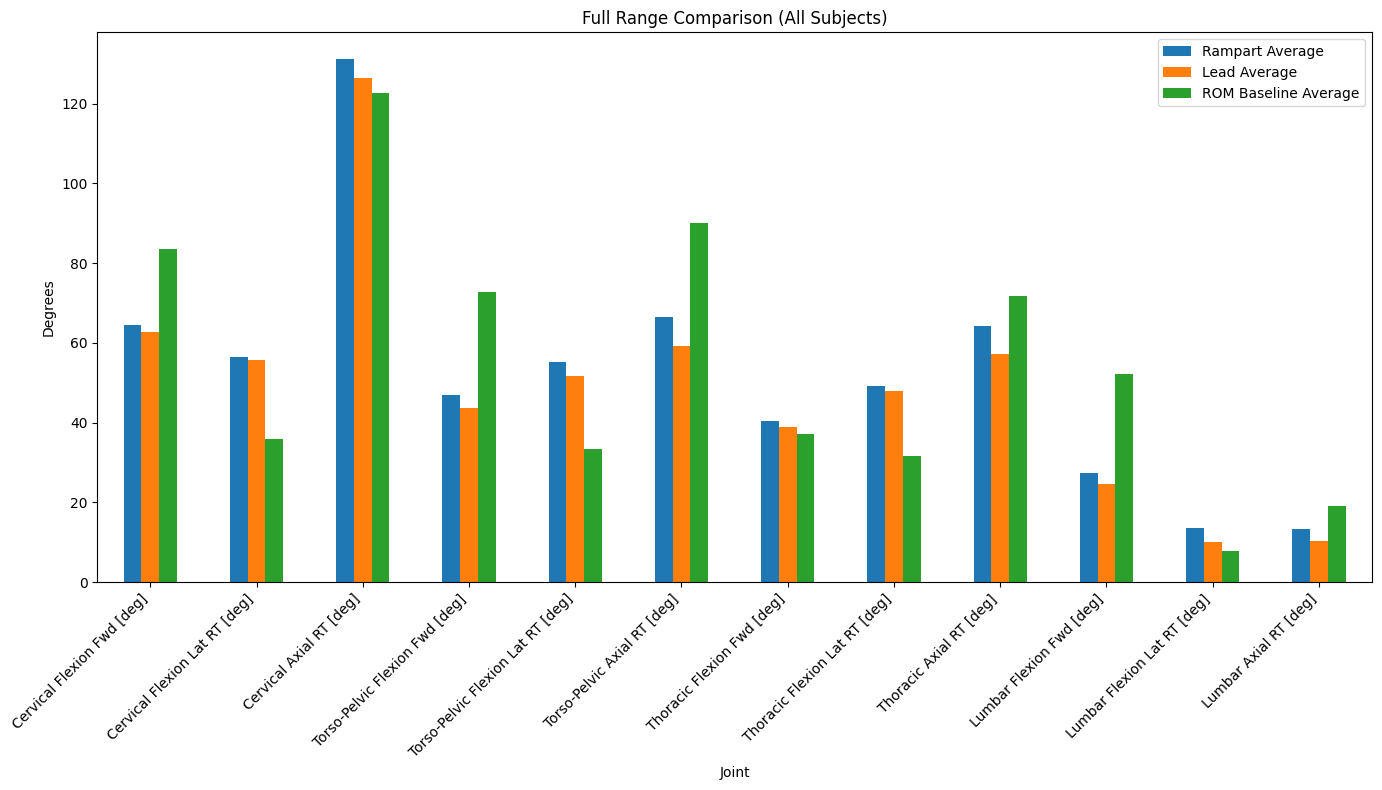 Full Range Comparison (All Subjects)
Rampart Average
Lead Average
ROM Baseline Average
Degrees
120
100
80
60
40
20
0
Cervical Flexion Fwd [deg]
Cervical Flexion Lat RT [deg]
Cervical Axial RT [deg]
Torso-Pelvic Flexion Fwd [deg]
Torso-Pelvic Flexion Lat RT [deg]
Torso-Pelvic Axial RT [deg]
Thoracic Flexion Fwd [deg]
Thoracic Flexion Lat RT [deg]
Thoracic Axial RT [deg]
Lumbar Flexion Fwd [deg]
Lumbar Flexion Lat RT [deg]
Lumbar Axial RT [deg]
Joint